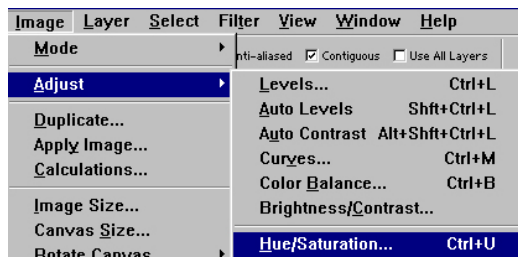 Image Layer Select Filter View Window Help
Mode
nti-aliased Contiguous Use All Layers
Adjust
Levels... Ctrl+L
Auto Levels Shft+Ctrl+L
Duplicate...
Auto Contrast Alt+Shft+Ctrl+L
Apply Image...
Curves... Ctrl+M
Calculations...
Color Balance... Ctrl+B
Image Size...
Brightness/Contrast...
Canvas Size...
Hue/Saturation... Ctrl+U
Rotate Canvas